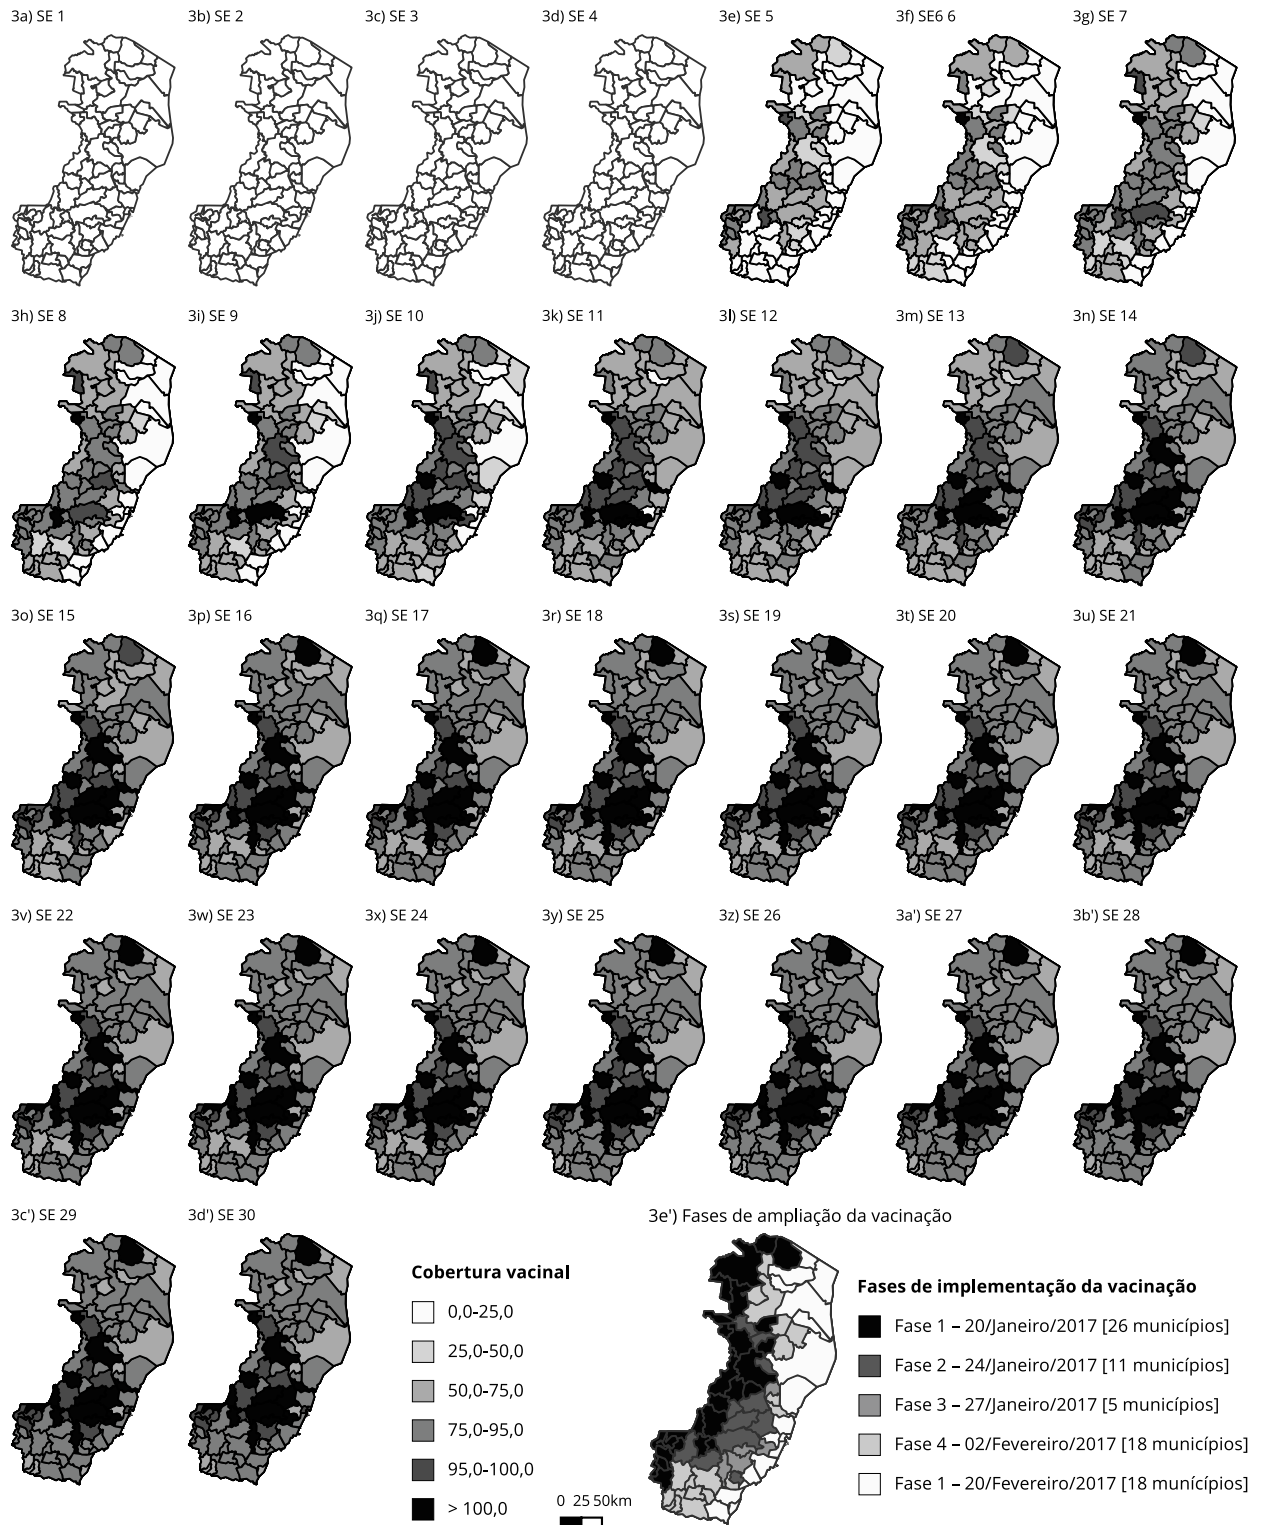 3a) SE 1
3b) SE 2
3c) SE 3
3d) SE 4
3e) SE 5
3f) SE6 6
3g) SE 7
3h) SE 8
3i) SE 9
3j) SE 10
3k) SE 11
3l) SE 12
3m) SE 13
3n) SE 14
3o) SE 15
3p) SE 16
3q) SE 17
3r) SE 18
3s) SE 19
3t) SE 20
3u) SE 21
3v) SE 22
3w) SE 23
3x) SE 24
3y) SE 25
3z) SE 26
3a') SE 27
3b') SE 28
3c') SE 29
3d') SE 30
Cobertura vacinal
0,0-25,0
25,0-50,0
50,0-75,0
75,0-95,0
95,0-100,0
> 100,0
0 25 50km
3e') Fases de ampliação da vacinação
Fases de implementação da vacinação
Fase 1 – 20/Janeiro/2017 [26 municípios]
Fase 2 – 24/Janeiro/2017 [11 municípios]
Fase 3 – 27/Janeiro/2017 [5 municípios]
Fase 4 – 02/Fevereiro/2017 [18 municípios]
Fase 1 – 20/Fevereiro/2017 [18 munícípios]